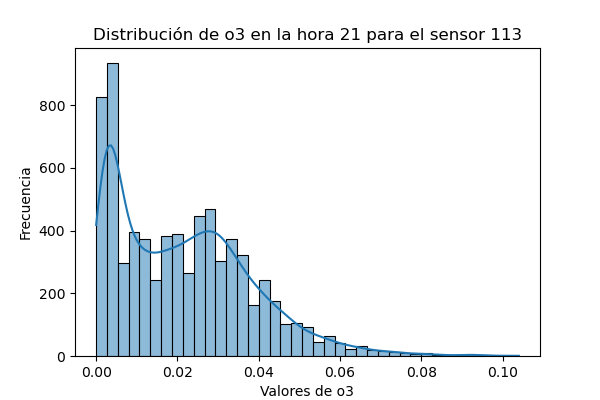 Distribución de o3 en la hora 21 para el sensor 113
Frecuencia
800
600
400
200
0
0.00 0.02 0.04 0.06 0.08 0.10
Valores de o3